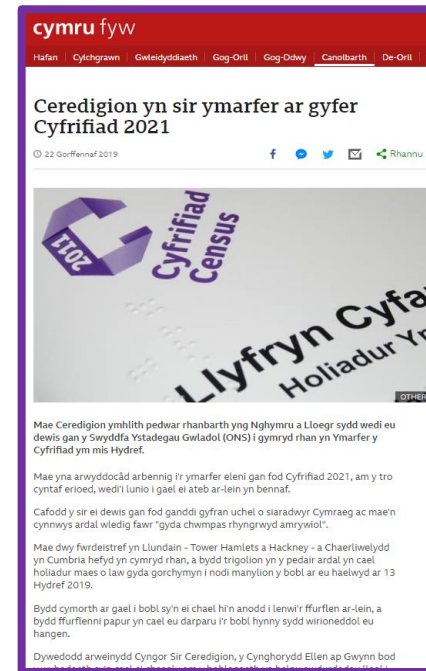 cymru fyw
Hafan Cylchgrawn Gwleidyddiaeth Gog-Orll Gog-Ddwy Canolbarth De-Orll
Ceredigion yn sir ymarfer ar gyfer
Cyfrifiad 2021
22 Gorffennaf 2019
Rhannu
2011
Cyfrifiad
Census
Llyfryn Cyfa
Holiadur Yr
OTHER
Mae Ceredigion ymhlith pedwar rhanbarth yng Nghymru a Lloegr sydd wedi eu
dewis gan y Swyddfa Ystadegau Gwladol (ONS) i gymryd rhan yn Ymarfer y
Cyfrifiad ym mis Hydref.
Mae yna arwyddocâd arbennig i'r ymarfer eleni gan fod Cyfrifiad 2021, am y tro
cyntaf erioed, wedi'i lunio i gael ei ateb ar-lein yn bennaf.
Cafodd y sir ei dewis gan fod ganddi gyfran uchel o siaradwyr Cymraeg ac mae'n
cynnwys ardal wledig fawr "gyda chwmpas rhyngrwyd amrywiol".
Mae dwy fwrdeistref yn Llundain - Tower Hamlets a Hackney - a Chaerliwelydd
yn Cumbria hefyd yn cymryd rhan, a bydd trigolion yn y pedair ardal yn cael
holiadur maes o law gyda gorchymyn i nodi manylion y bobl ar eu haelwyd ar 13
Hydref 2019.
Bydd cymorth ar gael i bobl sy'n ei chael hi'n anodd i lenwi'r ffurflen ar-lein, a
bydd ffurflenni papur yn cael eu darparu i'r bobl hynny sydd wirioneddol eu
hangen.
Dywedodd arweinydd Cyngor Sir Ceredigion, y Cynghorydd Ellen ap Gwynn bod